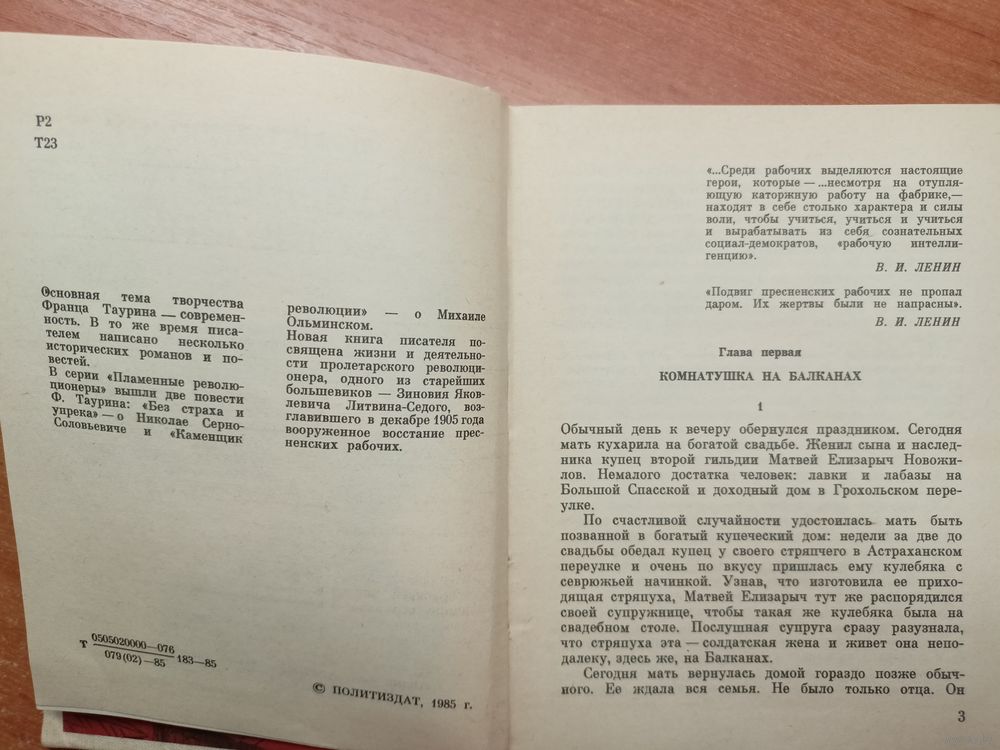 Р2
Т23
Основная тема творчества
Франца Таурина — современ-
ность. В то же время писа-
телем написано несколько
исторических романов и по-
вестей.
В серии «Пламенные револю-
ционеры» вышли две повести
Ф. Таурина: «Без страха и
упрека» — о Николае Серно-
Соловьевиче и «Каменщик
революции» — о Михаиле
Ольминском.
Новая книга писателя по-
священа жизни и деятельно-
сти пролетарского революци-
онера, одного из старейших
большевиков — Зиновия Яков-
левича Литвина-Седого, воз-
главившего в декабре 1905 года
вооруженное восстание прес-
ненских рабочих.
Т 0505020000—076
079(02)—85 183—85
© ПОЛИТИЗДАТ, 1985 г.
«...Среди рабочих выделяются настоящие
герои, которые — ...несмотря на отупля-
ющую каторжную работу на фабрике,—
находят в себе столько характера и силы
воли, чтобы учиться, учиться и учиться
и вырабатывать из себя сознательных
социал-демократов, «рабочую интелли-
генцию».
В. И. ЛЕНИН
«Подвиг пресненских рабочих не пропал
даром. Их жертвы были не напрасны».
В. И. ЛЕНИН
Глава первая
КОМНАТУШКА НА БАЛКАНАХ
1
Обычный день к вечеру обернулся праздником. Сегодня
мать кухарила на богатой свадьбе. Женил сына и наслед-
ника купец второй гильдии Матвей Елизарыч Новожи-
лов. Немалого достатка человек: лавки и лабазы на
Большой Спасской и доходный дом в Грохольском пере-
улке.
По счастливой случайности удостоилась мать быть
позванной в богатый купеческий дом: недели за две до
свадьбы обедал купец у своего стряпчего в Астраханском
переулке и очень по вкусу пришлась ему кулебяка с
севрюжьей начинкой. Узнав, что изготовила ее прихо-
дящая стряпуха, Матвей Елизарыч тут же распорядился
своей супружнице, чтобы такая же кулебяка была на
свадебном столе. Послушная супруга сразу разузнала,
что стряпуха эта — солдатская жена и живет она непо-
далеку, здесь же, на Балканах.
Сегодня мать вернулась домой гораздо позже обыч-
ного. Ее ждала вся семья. Не было только отца. Он
3